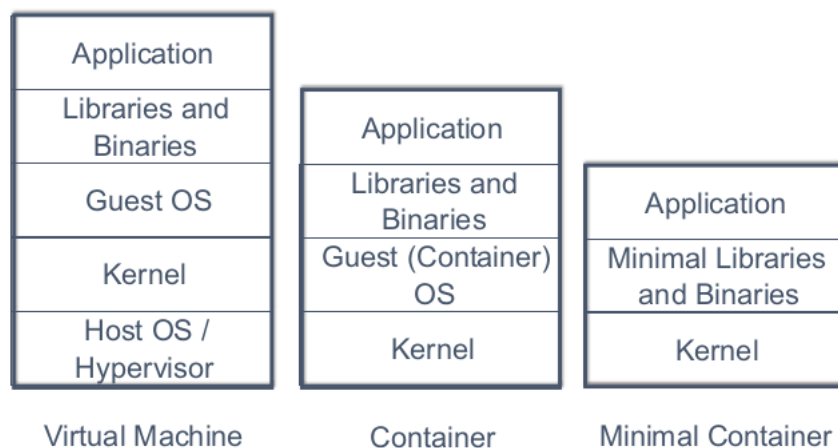 Application
Libraries and
Binaries
Guest OS
Kernel
Host OS /
Hypervisor
Virtual Machine
Application
Libraries and
Binaries
Guest (Container)
OS
Kernel
Container
Application
Minimal Libraries
and Binaries
Kernel
Minimal Container